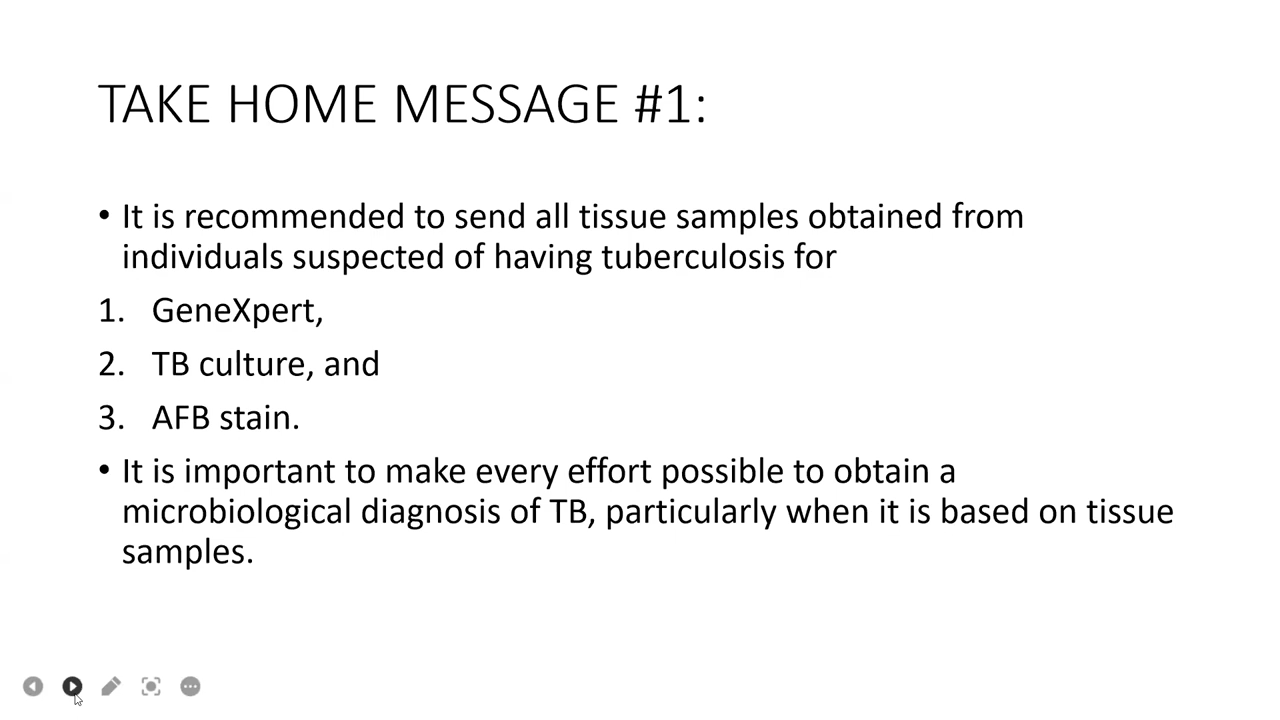 TAKE HOME MESSAGE #1:
• It is recommended to send all tissue samples obtained from
individuals suspected of having tuberculosis for
1. GeneXpert,
2. TB culture, and
3. AFB stain.
• It is important to make every effort possible to obtain a
microbiological diagnosis of TB, particularly when it is based on tissue
samples.